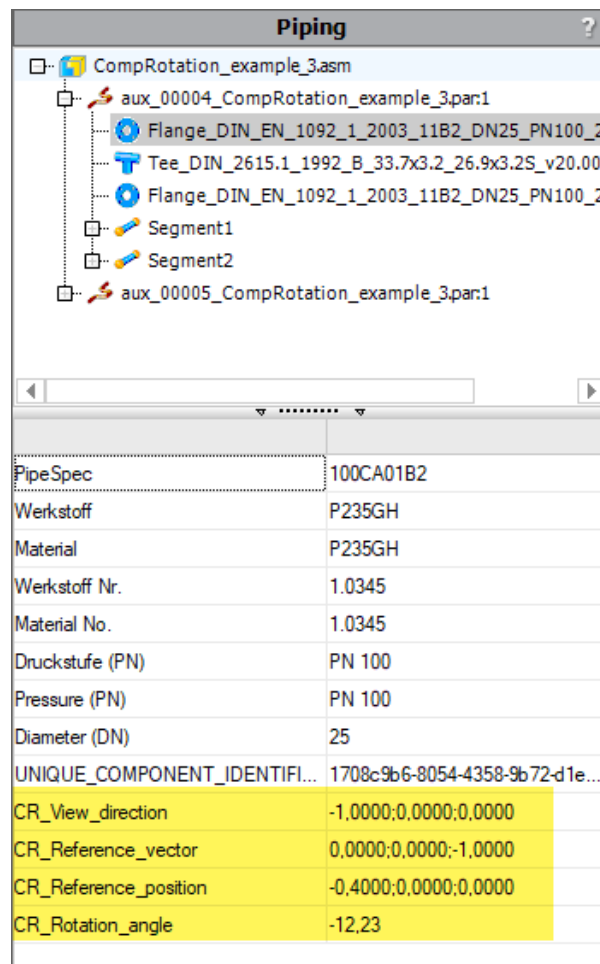 Piping ?
CompRotation_example_3.asm
aux_00004_CompRotation_example_3.par:1
Flange_DIN_EN_1092_1_2003_11B2_DN25_PN100_2
Tee_DIN_2615.1_1992_B_33.7x3.2_26.9x3.2S_v20.00
Flange_DIN_EN_1092_1_2003_11B2_DN25_PN100_2
Segment1
Segment2
aux_00005_CompRotation_example_3.par:1
PipeSpec 100CA01B2
Werkstoff P235GH
Material P235GH
Werkstoff Nr. 1.0345
Material No. 1.0345
Druckstufe (PN) PN 100
Pressure (PN) PN 100
Diameter (DN) 25
UNIQUE_COMPONENT_IDENTIFI... 1708c9b6-8054-4358-9b72-d1e...
CR_View_direction -1,0000;0,0000;0,0000
CR_Reference_vector 0,0000;0,0000;-1,0000
CR_Reference_position -0,4000;0,0000;0,0000
CR_Rotation_angle -12,23